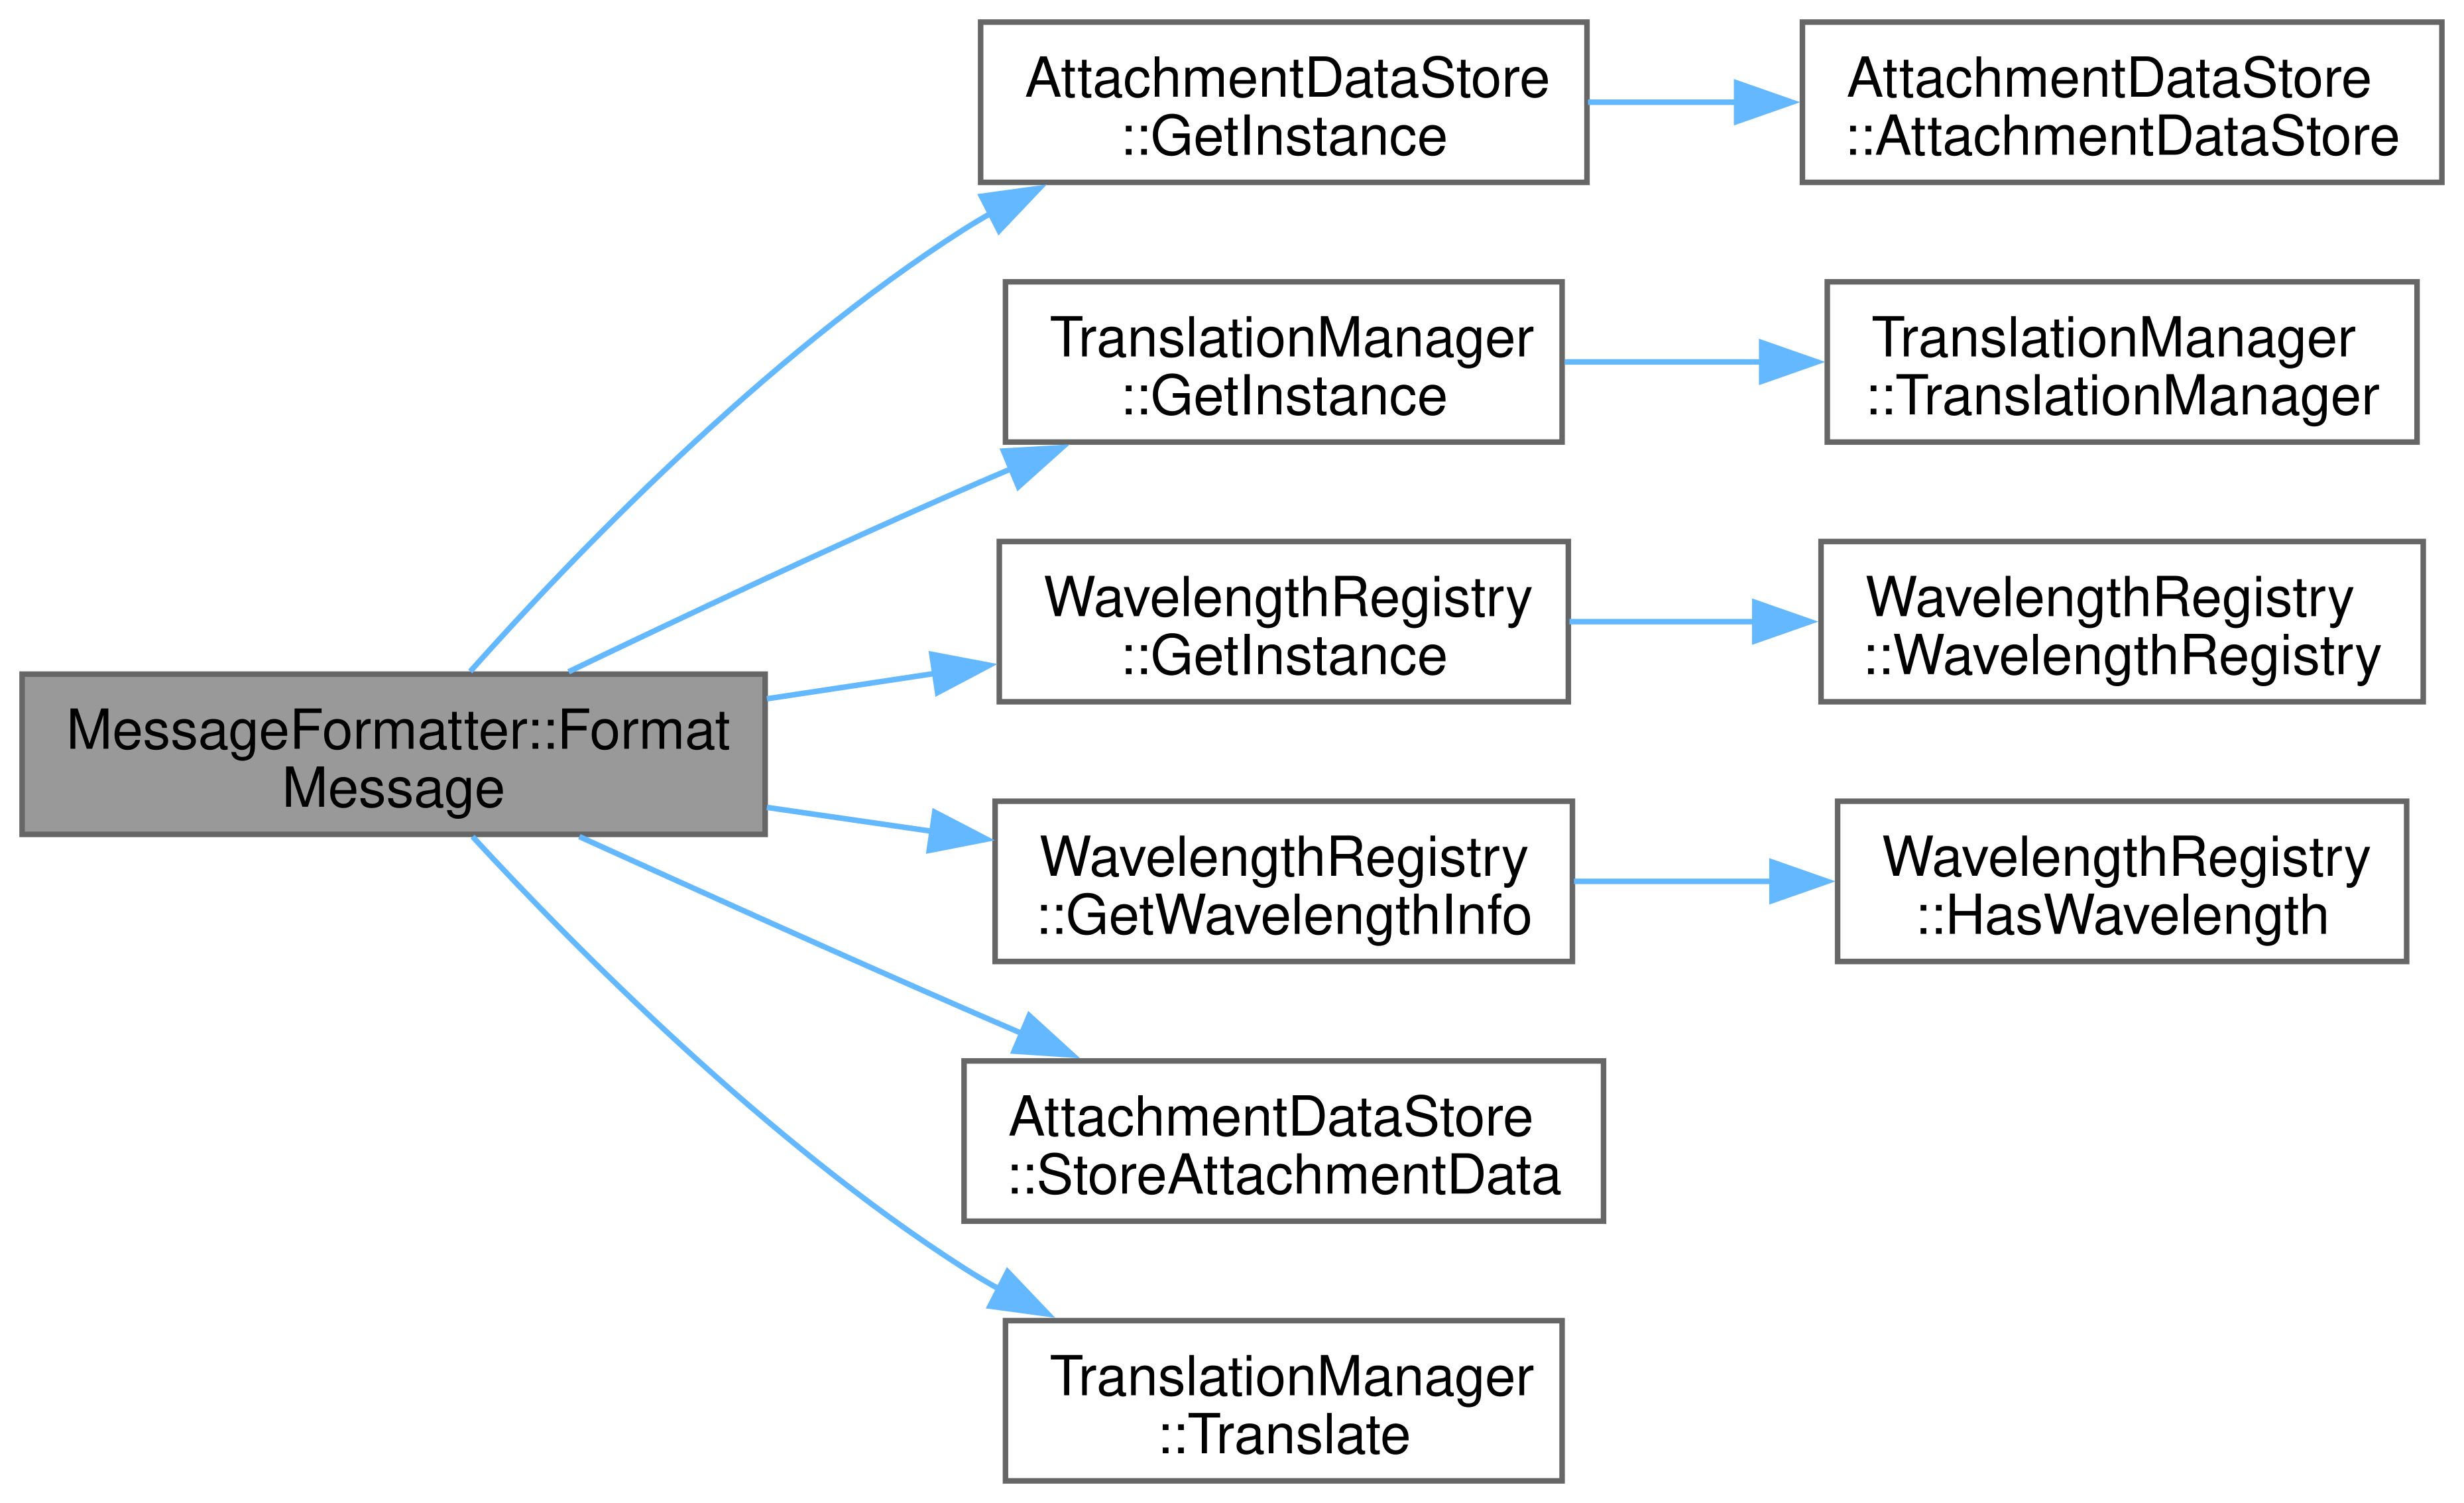 AttachmentDataStore
::GetInstance
AttachmentDataStore
::AttachmentDataStore
TranslationManager
::GetInstance
TranslationManager
::TranslationManager
WavelengthRegistry
::GetInstance
WavelengthRegistry
::WavelengthRegistry
MessageFormatter::Format
Message
WavelengthRegistry
::GetWavelengthInfo
WavelengthRegistry
::HasWavelength
AttachmentDataStore
::StoreAttachmentData
TranslationManager
::Translate